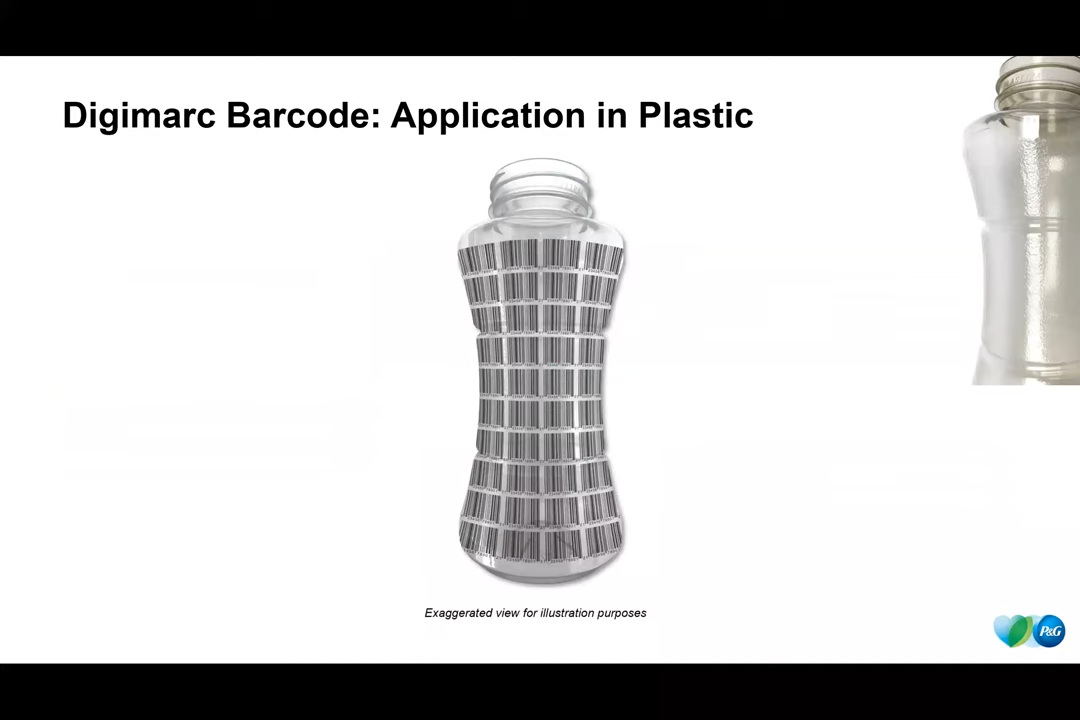 Digimarc Barcode: Application in Plastic
Exaggerated view for illustration purposes
P&G